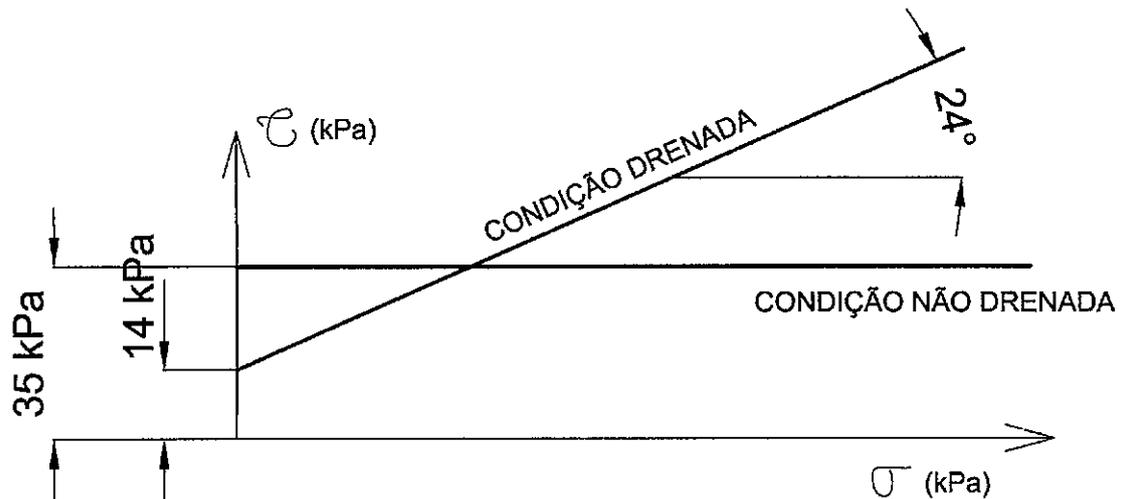 τ (kPa)
CONDIÇÃO DRENADA
24°
35 kPa
14 kPa
CONDIÇÃO NÃO DRENADA
σ (kPa)